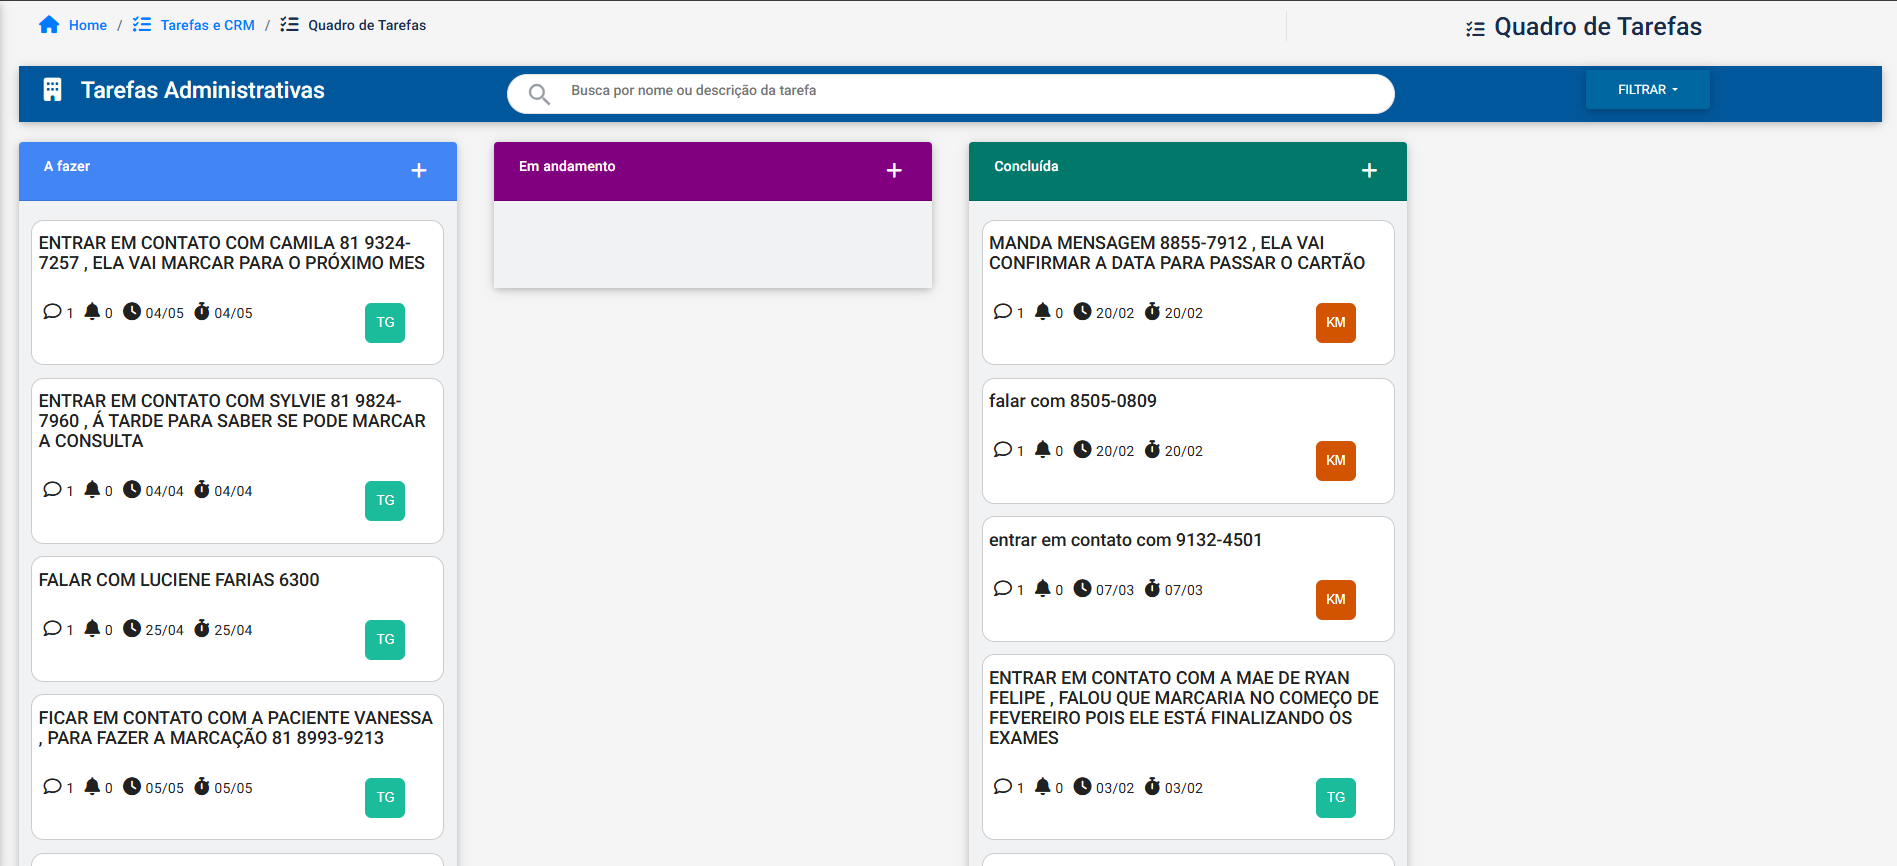 Home / Tarefas e CRM / Quadro de Tarefas
Quadro de Tarefas
Tarefas Administrativas
Busca por nome ou descrição da tarefa
FILTRAR
A fazer
+
ENTRAR EM CONTATO COM CAMILA 81 9324-
7257 , ELA VAI MARCAR PARA O PRÓXIMO MES
1 0 04/05 04/05
TG
ENTRAR EM CONTATO COM SYLVIE 81 9824-
7960 , Á TARDE PARA SABER SE PODE MARCAR
A CONSULTA
1 0 04/04 04/04
TG
FALAR COM LUCIENE FARIAS 6300
1 0 25/04 25/04
TG
FICAR EM CONTATO COM A PACIENTE VANESSA
, PARA FAZER A MARCAÇÃO 81 8993-9213
1 0 05/05 05/05
TG
Em andamento
+
Concluída
+
MANDA MENSAGEM 8855-7912 , ELA VAI
CONFIRMAR A DATA PARA PASSAR O CARTÃO
1 0 20/02 20/02
KM
falar com 8505-0809
1 0 20/02 20/02
KM
entrar em contato com 9132-4501
1 0 07/03 07/03
KM
ENTRAR EM CONTATO COM A MAE DE RYAN
FELIPE , FALOU QUE MARCARIA NO COMEÇO DE
FEVEREIRO POIS ELE ESTÁ FINALIZANDO OS
EXAMES
1 0 03/02 03/02
TG